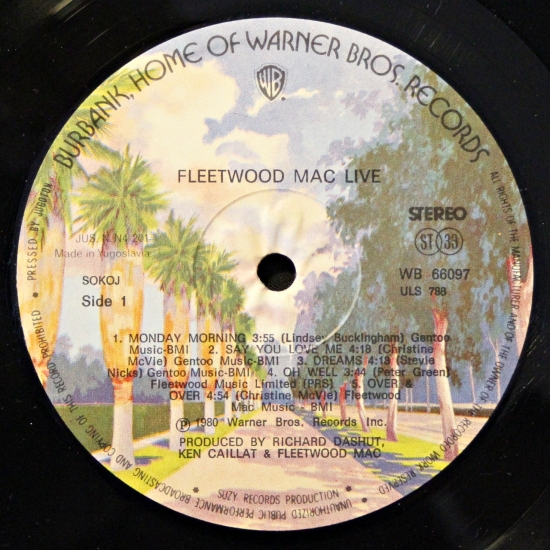 BURBANK, HOME OF WARNER BROS. RECORDS
WB
FLEETWOOD MAC LIVE
STEREO
ST 33
JUS. N.N4.201
Made in Yugoslavia
SOKOJ
Side 1
WB 66097
ULS 788
1. MONDAY MORNING 3:55 (Lindsey Buckingham) Gentoo
Music-BMI 2. SAY YOU LOVE ME 4:18 (Christine
McVie) Gentoo Music-BMI 3. DREAMS 4:18 (Stevie
Nicks) Gentoo Music-BMI 4. OH WELL 3:44 (Peter Green)
Fleetwood Music Limited (PRS) 5. OVER &
OVER 4:54 (Christine McVie) Fleetwood
Mac Music - BMI
Ⓟ 1980 Warner Bros. Records Inc.
PRODUCED BY RICHARD DASHUT,
KEN CAILLAT & FLEETWOOD MAC
SUZY RECORDS PRODUCTION
ALL RIGHTS OF THE MANUFACTURER AND OF THE OWNER OF THE RECORDED WORK RESERVED UNAUTHORIZED PUBLIC PERFORMANCE BROADCASTING AND COPYING OF THIS RECORD PROHIBITED • PRESSED BY JUGOTON